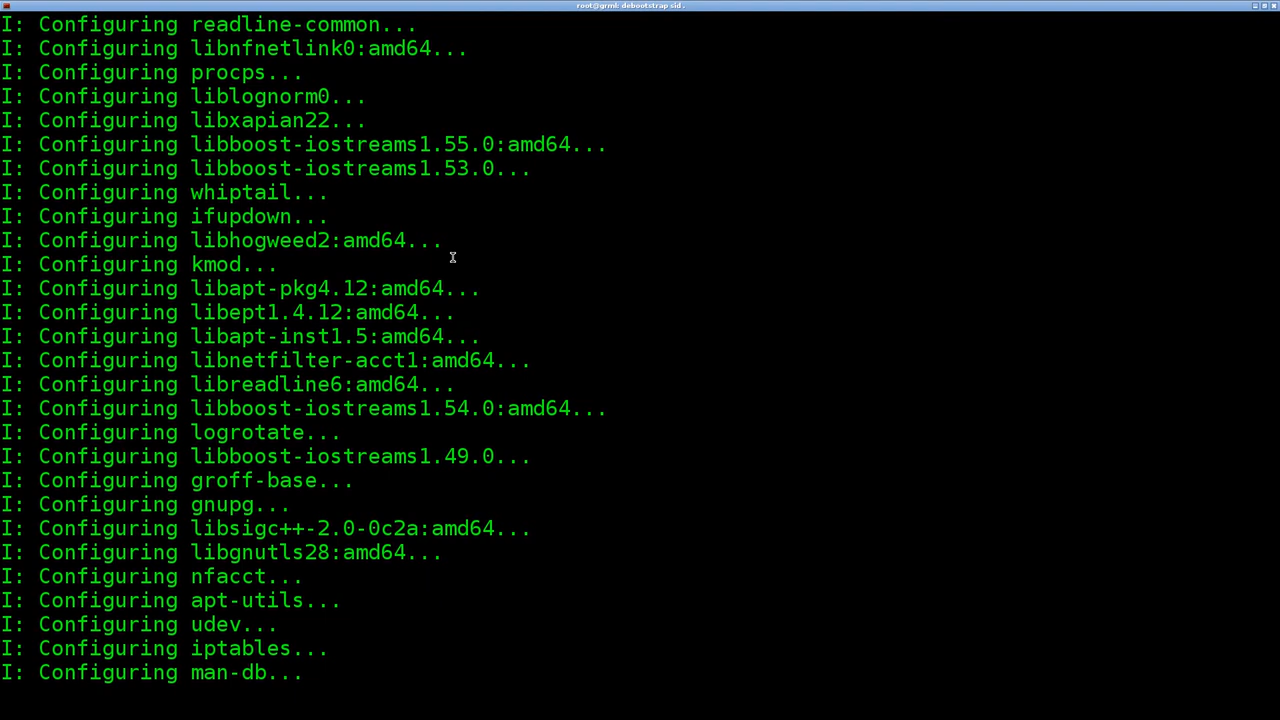 root@grml: debootstrap sid .
I: Configuring readline-common...
I: Configuring libnfnetlink0:amd64...
I: Configuring procps...
I: Configuring liblognorm0...
I: Configuring libxapian22...
I: Configuring libboost-iostreams1.55.0:amd64...
I: Configuring libboost-iostreams1.53.0...
I: Configuring whiptail...
I: Configuring ifupdown...
I: Configuring libhogweed2:amd64...
I: Configuring kmod...
I: Configuring libapt-pkg4.12:amd64...
I: Configuring libept1.4.12:amd64...
I: Configuring libapt-inst1.5:amd64...
I: Configuring libnetfilter-acct1:amd64...
I: Configuring libreadline6:amd64...
I: Configuring libboost-iostreams1.54.0:amd64...
I: Configuring logrotate...
I: Configuring libboost-iostreams1.49.0...
I: Configuring groff-base...
I: Configuring gnupg...
I: Configuring libsigc++-2.0-0c2a:amd64...
I: Configuring libgnutls28:amd64...
I: Configuring nfacct...
I: Configuring apt-utils...
I: Configuring udev...
I: Configuring iptables...
I: Configuring man-db...